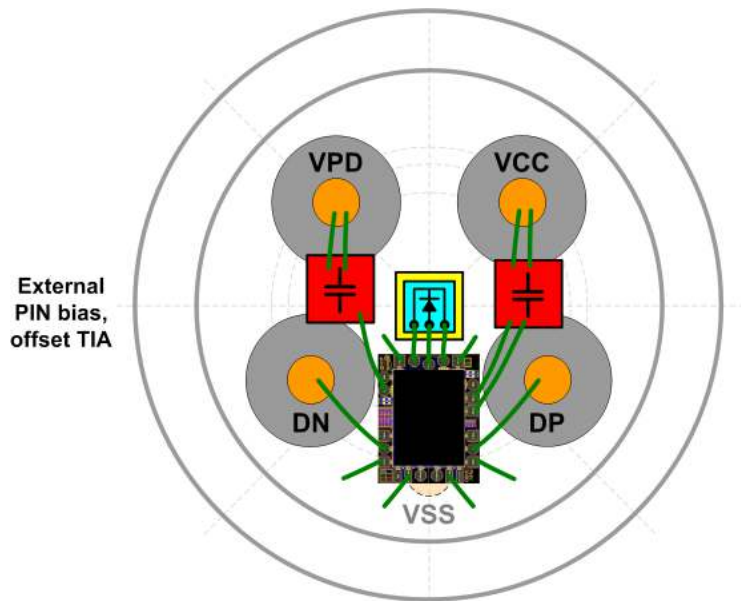 VPD
VCC
External
PIN bias,
offset TIA
DN
DP
VSS